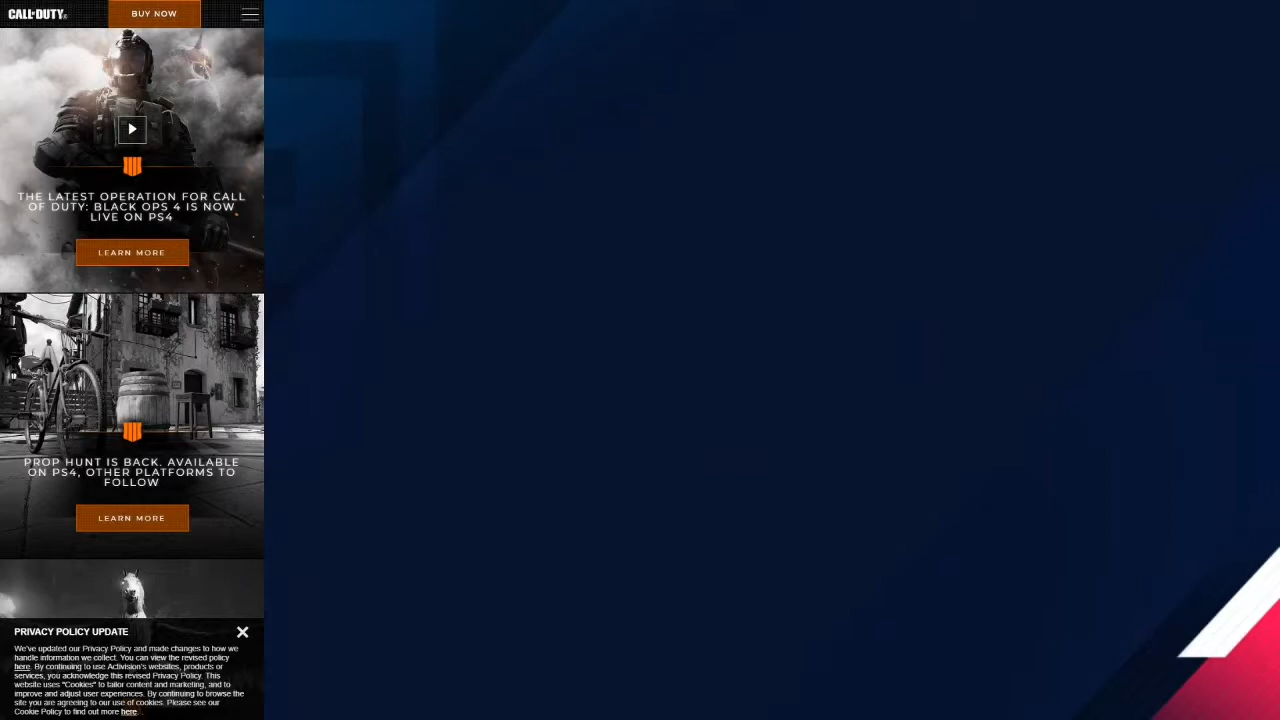 CALL OF DUTY®
BUY NOW
THE LATEST OPERATION FOR CALL
OF DUTY: BLACK OPS 4 IS NOW
LIVE ON PS4
LEARN MORE
PROP HUNT IS BACK. AVAILABLE
ON PS4, OTHER PLATFORMS TO
FOLLOW
LEARN MORE
PRIVACY POLICY UPDATE
We've updated our Privacy Policy and made changes to how we
handle information we collect. You can view the revised policy
here. By continuing to use Activision's websites, products or
services, you acknowledge this revised Privacy Policy. This
website uses "Cookies" to tailor content and marketing, and to
improve and adjust user experiences. By continuing to browse the
site you are agreeing to our use of cookies. Please see our
Cookie Policy to find out more here. .